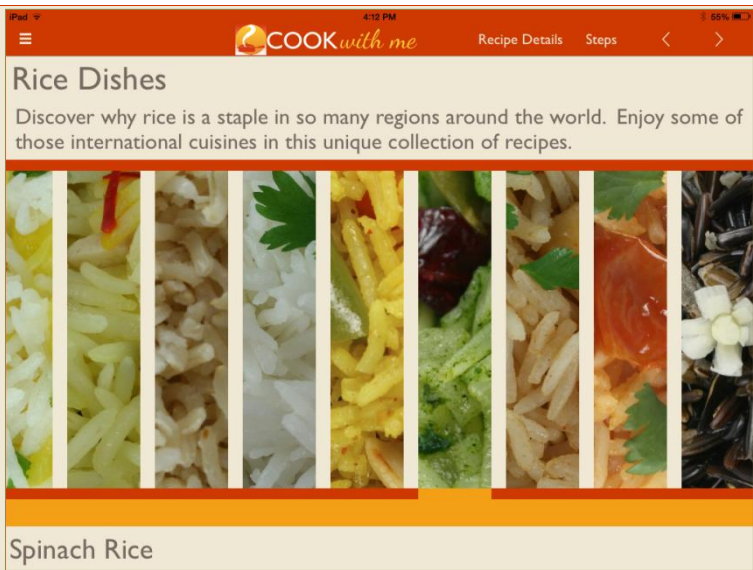 iPad 4:12 PM 55%
COOK with me Recipe Details Steps
Rice Dishes
Discover why rice is a staple in so many regions around the world. Enjoy some of
those international cuisines in this unique collection of recipes.
Spinach Rice